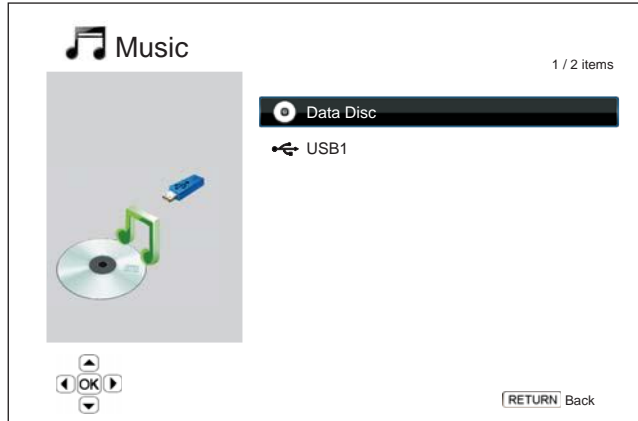 Music
1 / 2 items
Data Disc
USB1
OK
RETURN Back